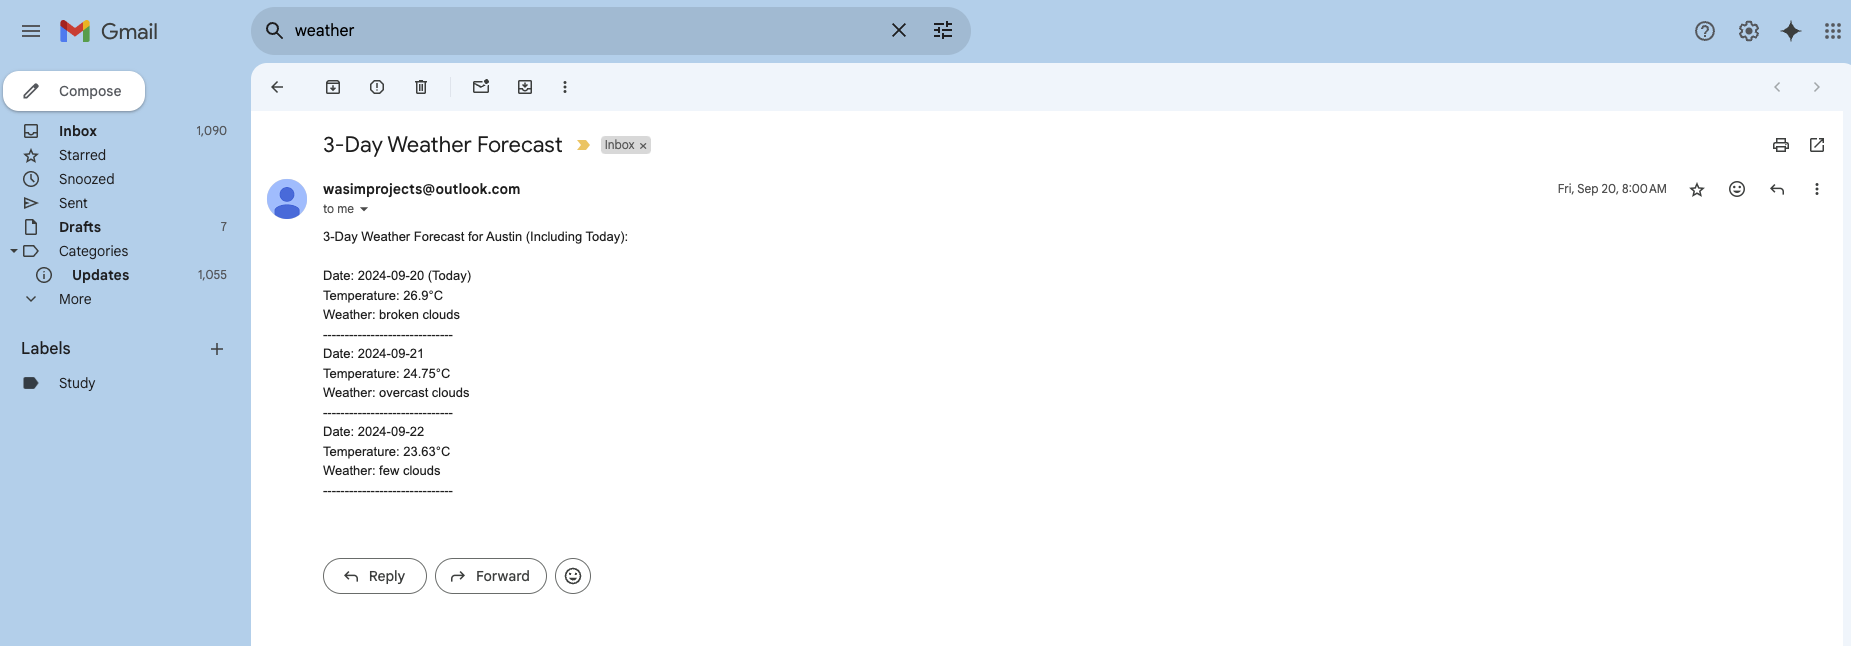 Gmail
weather
Compose
Inbox 1,090
Starred
Snoozed
Sent
Drafts 7
Categories
Updates 1,055
More
Labels
Study
3-Day Weather Forecast Inbox ×
wasimprojects@outlook.com Fri, Sep 20, 8:00 AM
to me
3-Day Weather Forecast for Austin (Including Today):
Date: 2024-09-20 (Today)
Temperature: 26.9°C
Weather: broken clouds
------------------------------
Date: 2024-09-21
Temperature: 24.75°C
Weather: overcast clouds
------------------------------
Date: 2024-09-22
Temperature: 23.63°C
Weather: few clouds
------------------------------
Reply Forward